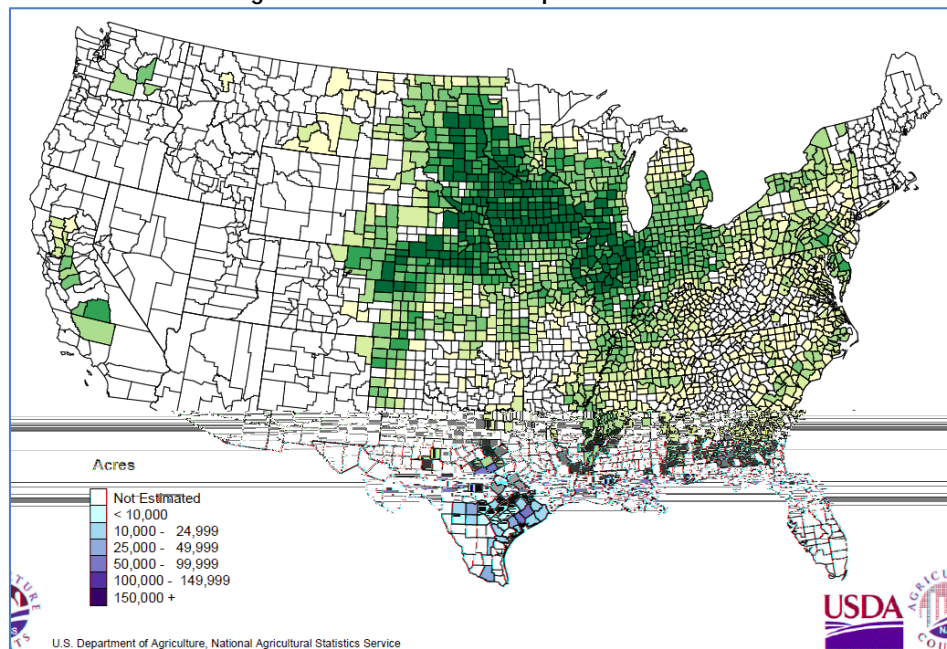 Acres
Not Estimated
< 10,000
10,000 - 24,999
25,000 - 49,999
50,000 - 99,999
100,000 - 149,999
150,000 +
USDA
U.S. Department of Agriculture, National Agricultural Statistics Service